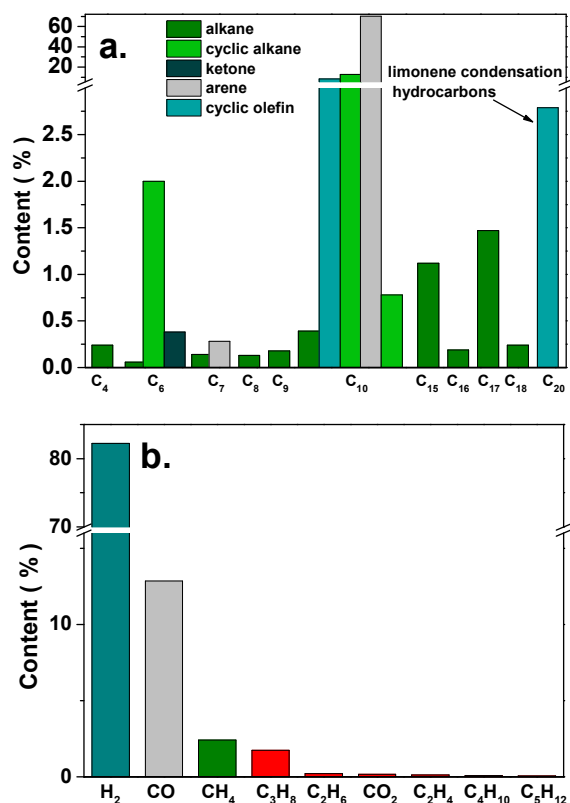 a.
alkane
cyclic alkane
ketone
arene
cyclic olefin
limonene condensation
hydrocarbons
Content ( % )
60
40
20
2.5
2.0
1.5
1.0
0.5
0.0
C₄ C₆ C₇ C₈ C₉ C₁₀ C₁₅ C₁₆ C₁₇ C₁₈ C₂₀
b.
Content ( % )
80
70
10
0
H₂ CO CH₄ C₃H₈ C₂H₆ CO₂ C₂H₄ C₄H₁₀ C₅H₁₂